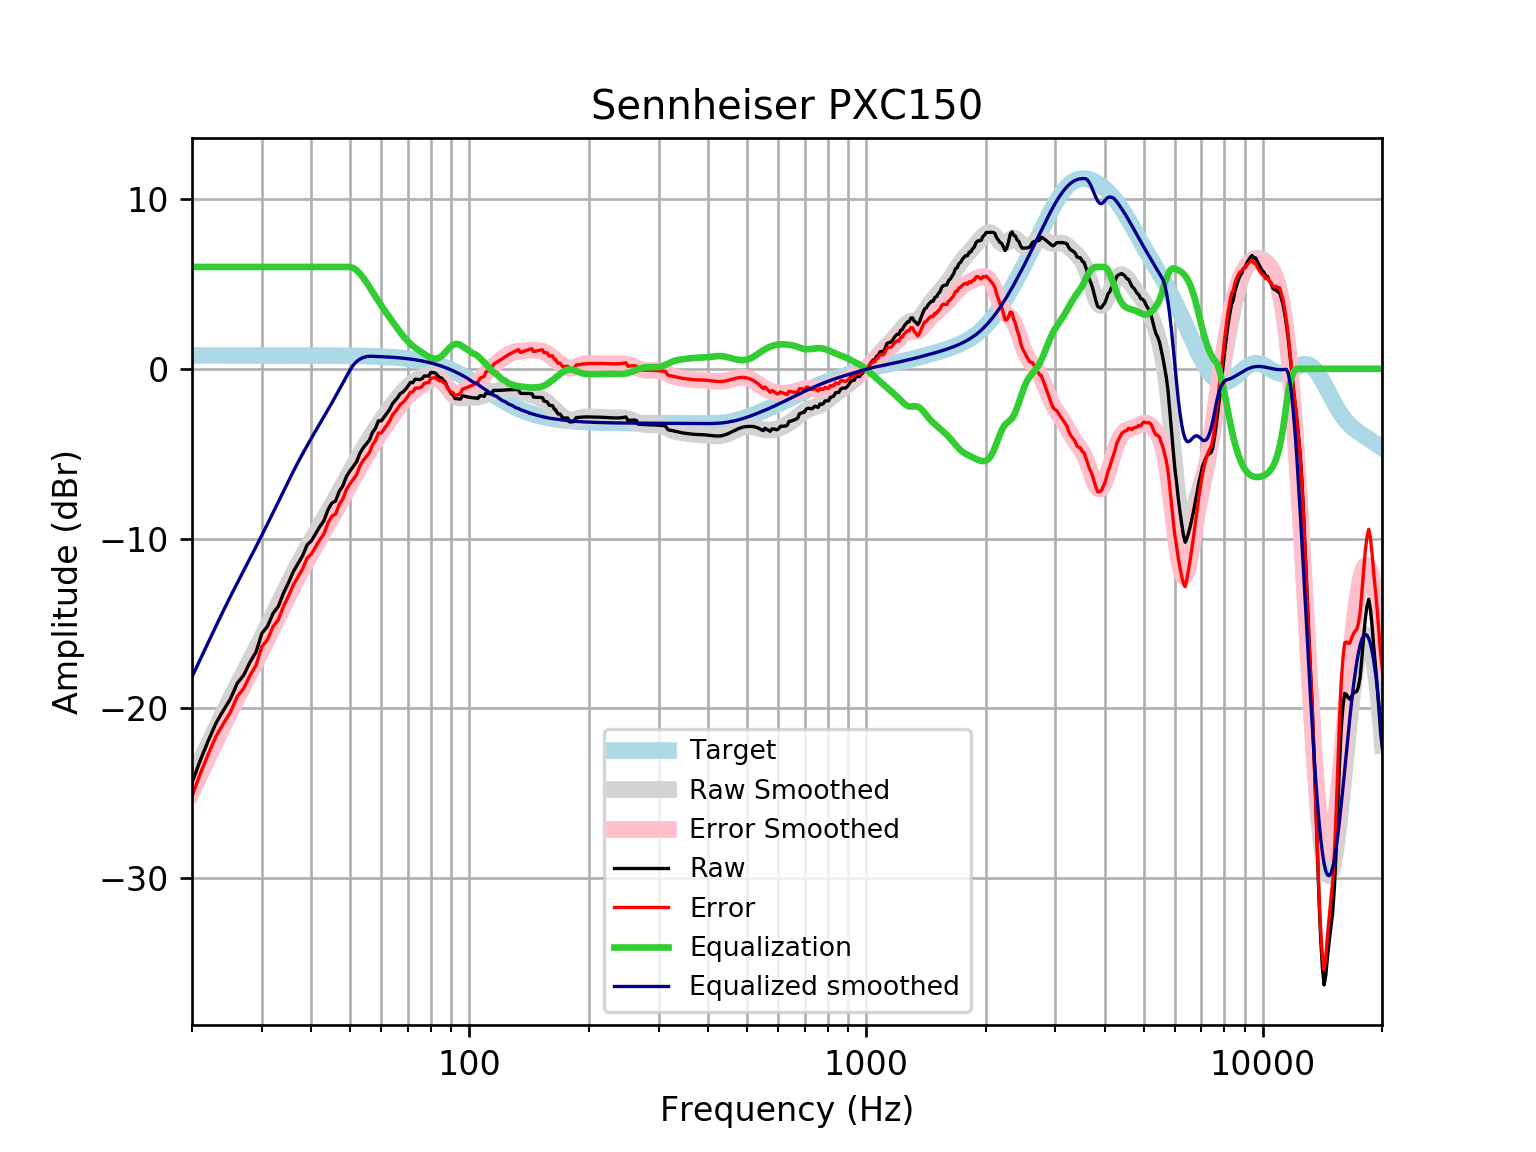 Sennheiser PXC150
Amplitude (dBr)
10
0
−10
−20
−30
Target
Raw Smoothed
Error Smoothed
Raw
Error
Equalization
Equalized smoothed
100 1000 10000
Frequency (Hz)